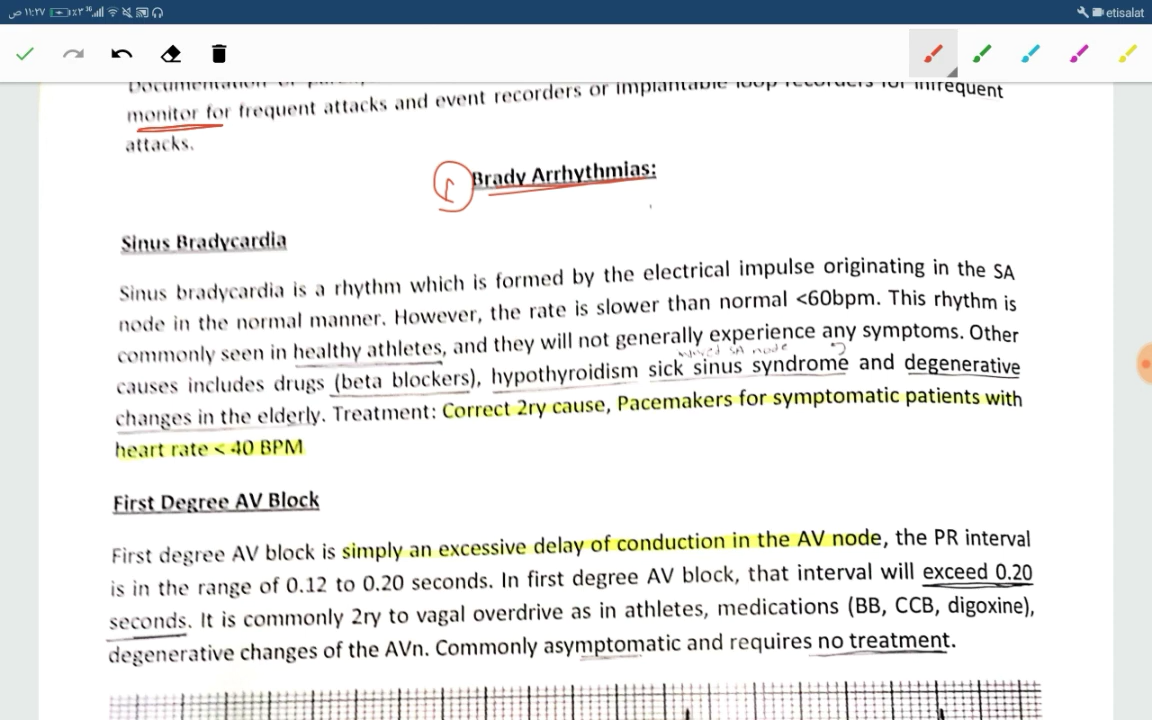 ١١:٢٧ ص
etisalat
monitor for frequent attacks and event recorders or implantable loop recorders for infrequent
attacks.
Brady Arrhythmias:
Sinus Bradycardia
Sinus bradycardia is a rhythm which is formed by the electrical impulse originating in the SA
node in the normal manner. However, the rate is slower than normal <60bpm. This rhythm is
commonly seen in healthy athletes, and they will not generally experience any symptoms. Other
SA node
causes includes drugs (beta blockers), hypothyroidism sick sinus syndrome and degenerative
changes in the elderly. Treatment: Correct 2ry cause, Pacemakers for symptomatic patients with
heart rate < 40 BPM
First Degree AV Block
First degree AV block is simply an excessive delay of conduction in the AV node, the PR interval
is in the range of 0.12 to 0.20 seconds. In first degree AV block, that interval will exceed 0.20
seconds. It is commonly 2ry to vagal overdrive as in athletes, medications (BB, CCB, digoxine),
degenerative changes of the AVn. Commonly asymptomatic and requires no treatment.